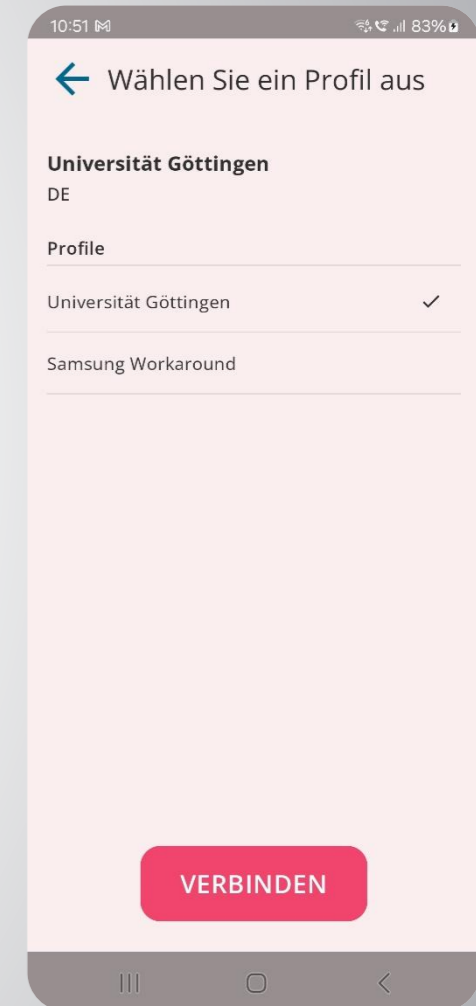 10:51 83%
Wählen Sie ein Profil aus
Universität Göttingen
DE
Profile
Universität Göttingen
Samsung Workaround
VERBINDEN